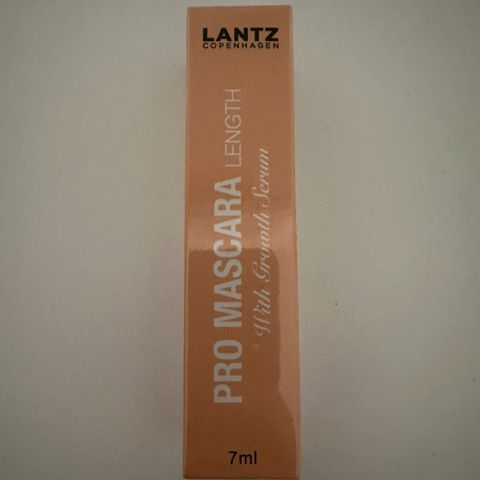 LANTZ
COPENHAGEN
PRO MASCARA LENGTH
With Growth Serum
7ml